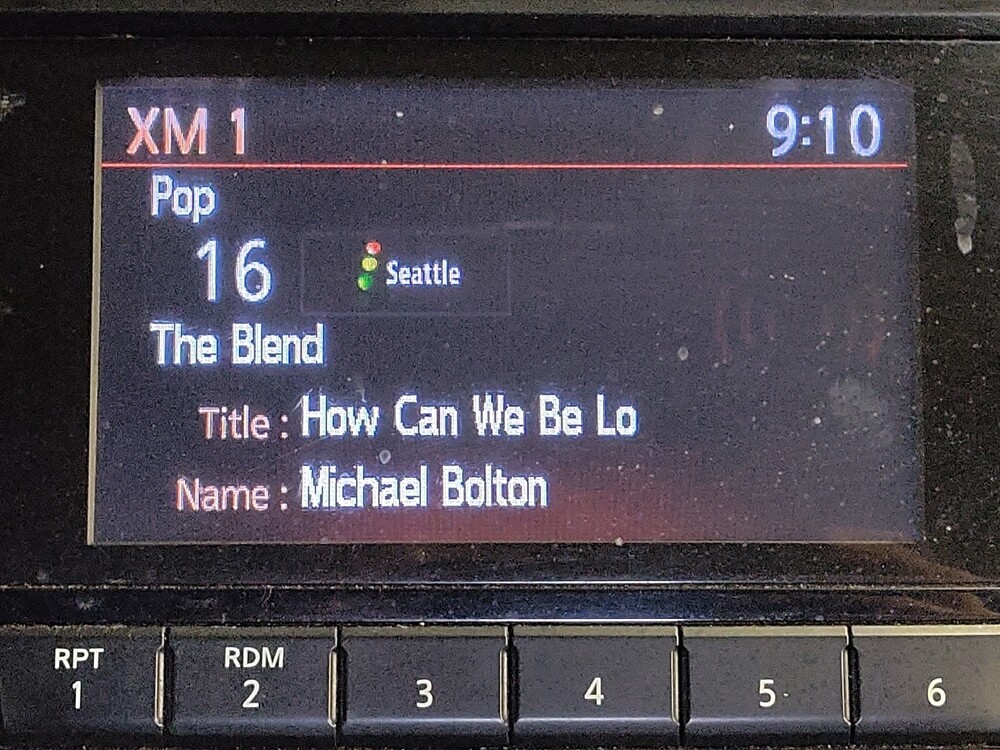 XM 1 9:10
Pop
16 Seattle
The Blend
Title : How Can We Be Lo
Name : Michael Bolton
RPT RDM
1 2 3 4 5 6